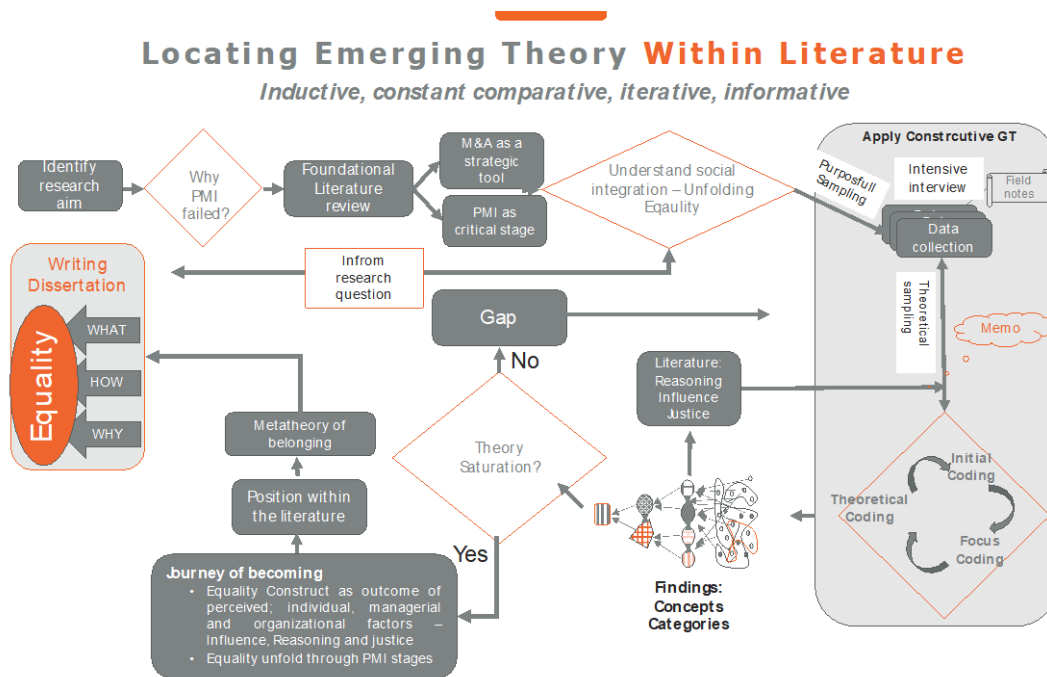 Locating Emerging Theory Within Literature
Inductive, constant comparative, iterative, informative
Identify
research
aim
Why
PMI
failed?
Foundational
Literature
review
M&A as a
strategic
tool
PMI as
critical stage
Understand social
integration – Unfolding
Eqaulity
Apply Constrcutive GT
Purposfull
Sampling
Intensive
interview
Field
notes
Data
collection
Theoretical
sampling
Memo
Initial
Coding
Focus
Coding
Theoretical
Coding
Infrom
research
question
Writing
Dissertation
Equality
WHAT
HOW
WHY
Gap
No
Literature:
Reasoning
Influence
Justice
Theory
Saturation?
Yes
Findings:
Concepts
Categories
Metatheory of
belonging
Position within
the literature
Journey of becoming
• Equality Construct as outcome of
perceived; individual, managerial
and organizational factors –
Influence, Reasoning and justice
• Equality unfold through PMI stages